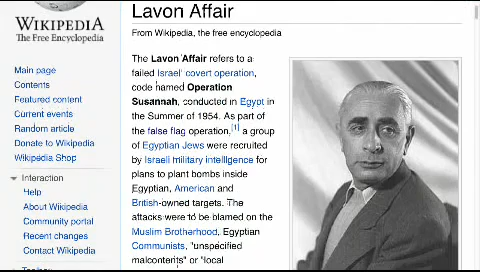 WIKIPEDIA
The Free Encyclopedia
Main page
Contents
Featured content
Current events
Random article
Donate to Wikipedia
Wikipedia Shop
Interaction
Help
About Wikipedia
Community portal
Recent changes
Contact Wikipedia
Lavon Affair
From Wikipedia, the free encyclopedia
The Lavon Affair refers to a
failed Israeli covert operation,
code named Operation
Susannah, conducted in Egypt in
the Summer of 1954. As part of
the false flag operation,[1] a group
of Egyptian Jews were recruited
by Israeli military intelligence for
plans to plant bombs inside
Egyptian, American and
British-owned targets. The
attacks were to be blamed on the
Muslim Brotherhood, Egyptian
Communists, "unspecified
malcontents" or "local